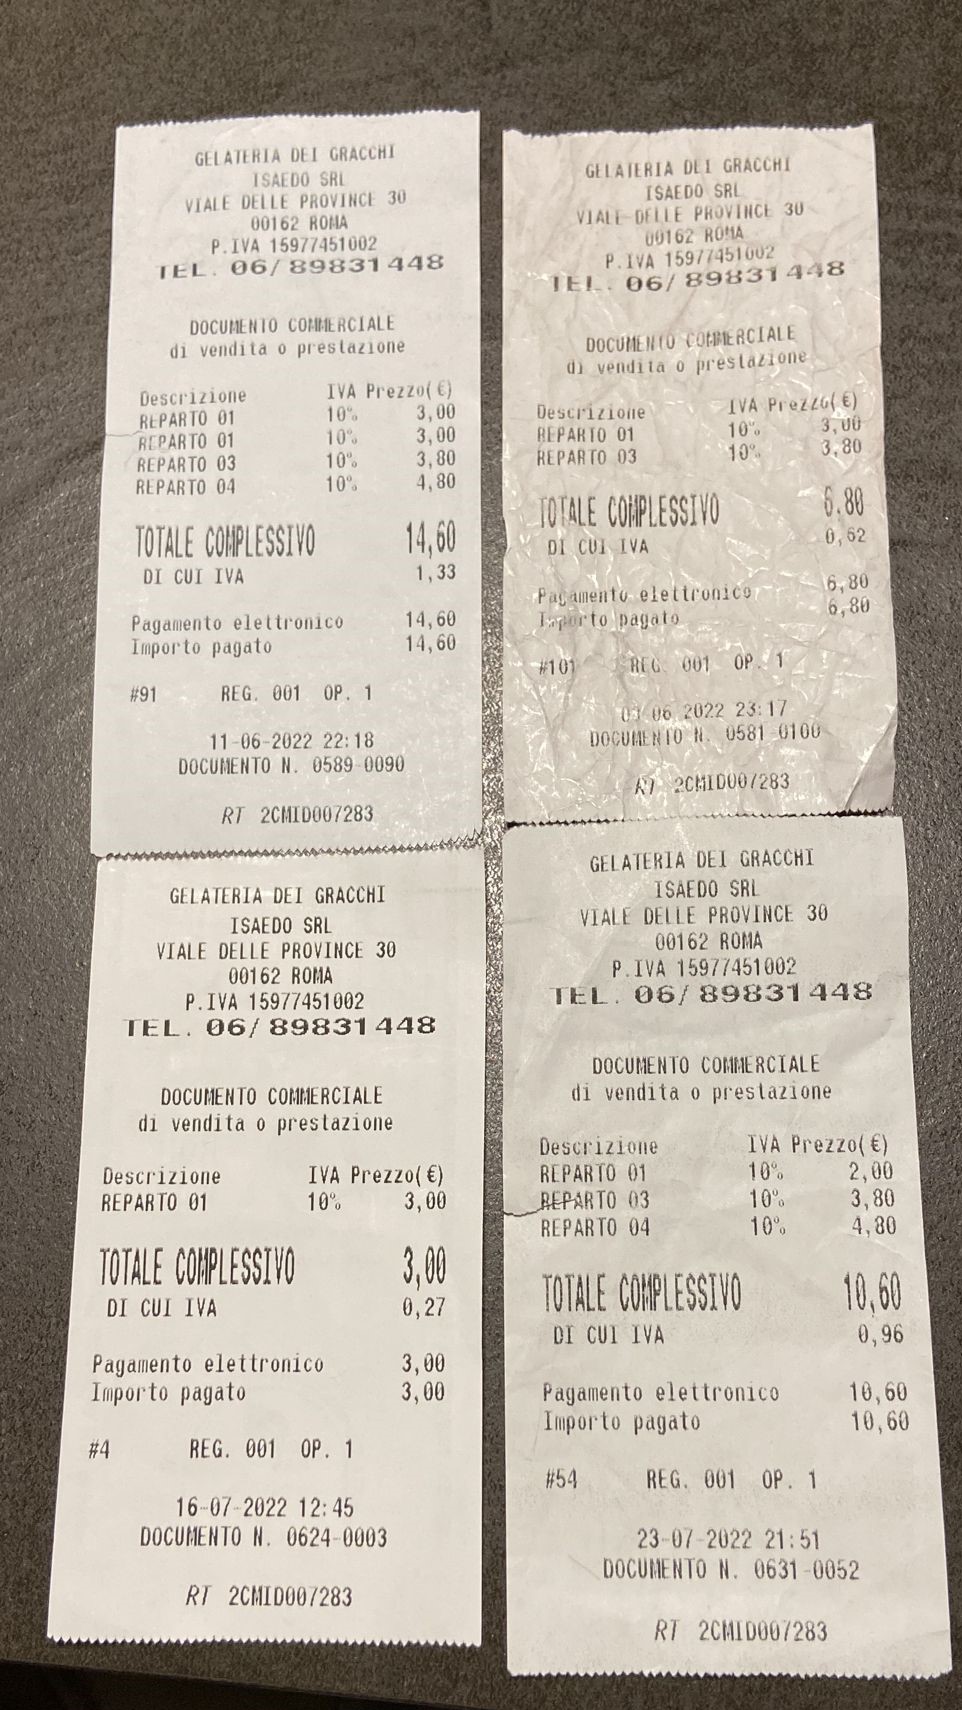 GELATERIA DEI GRACCHI
ISAEDO SRL
VIALE DELLE PROVINCE 30
00162 ROMA
P.IVA 15977451002
TEL. 06/89831448
DOCUMENTO COMMERCIALE
di vendita o prestazione
Descrizione IVA Prezzo(€)
REPARTO 01 10% 3,00
REPARTO 01 10% 3,00
REPARTO 03 10% 3,80
REPARTO 04 10% 4,80
TOTALE COMPLESSIVO 14,60
DI CUI IVA 1,33
Pagamento elettronico 14,60
Importo pagato 14,60
#91 REG. 001 OP. 1
11-06-2022 22:18
DOCUMENTO N. 0589-0090
RT 2CMID007283
GELATERIA DEI GRACCHI
ISAEDO SRL
VIALE DELLE PROVINCE 30
00162 ROMA
P.IVA 15977451002
TEL. 06/89831448
DOCUMENTO COMMERCIALE
di vendita o prestazione
Descrizione IVA Prezzo(€)
REPARTO 01 10% 3,00
REPARTO 03 10% 3,80
TOTALE COMPLESSIVO 6,80
DI CUI IVA 0,62
Pagamento elettronico 6,80
Importo pagato 6,80
#101 REG. 001 OP. 1
03-06-2022 23:17
DOCUMENTO N. 0581-0100
RT 2CMID007283
GELATERIA DEI GRACCHI
ISAEDO SRL
VIALE DELLE PROVINCE 30
00162 ROMA
P.IVA 15977451002
TEL. 06/89831448
DOCUMENTO COMMERCIALE
di vendita o prestazione
Descrizione IVA Prezzo(€)
REPARTO 01 10% 3,00
TOTALE COMPLESSIVO 3,00
DI CUI IVA 0,27
Pagamento elettronico 3,00
Importo pagato 3,00
#4 REG. 001 OP. 1
16-07-2022 12:45
DOCUMENTO N. 0624-0003
RT 2CMID007283
GELATERIA DEI GRACCHI
ISAEDO SRL
VIALE DELLE PROVINCE 30
00162 ROMA
P.IVA 15977451002
TEL. 06/89831448
DOCUMENTO COMMERCIALE
di vendita o prestazione
Descrizione IVA Prezzo(€)
REPARTO 01 10% 2,00
REPARTO 03 10% 3,80
REPARTO 04 10% 4,80
TOTALE COMPLESSIVO 10,60
DI CUI IVA 0,96
Pagamento elettronico 10,60
Importo pagato 10,60
#54 REG. 001 OP. 1
23-07-2022 21:51
DOCUMENTO N. 0631-0052
RT 2CMID007283